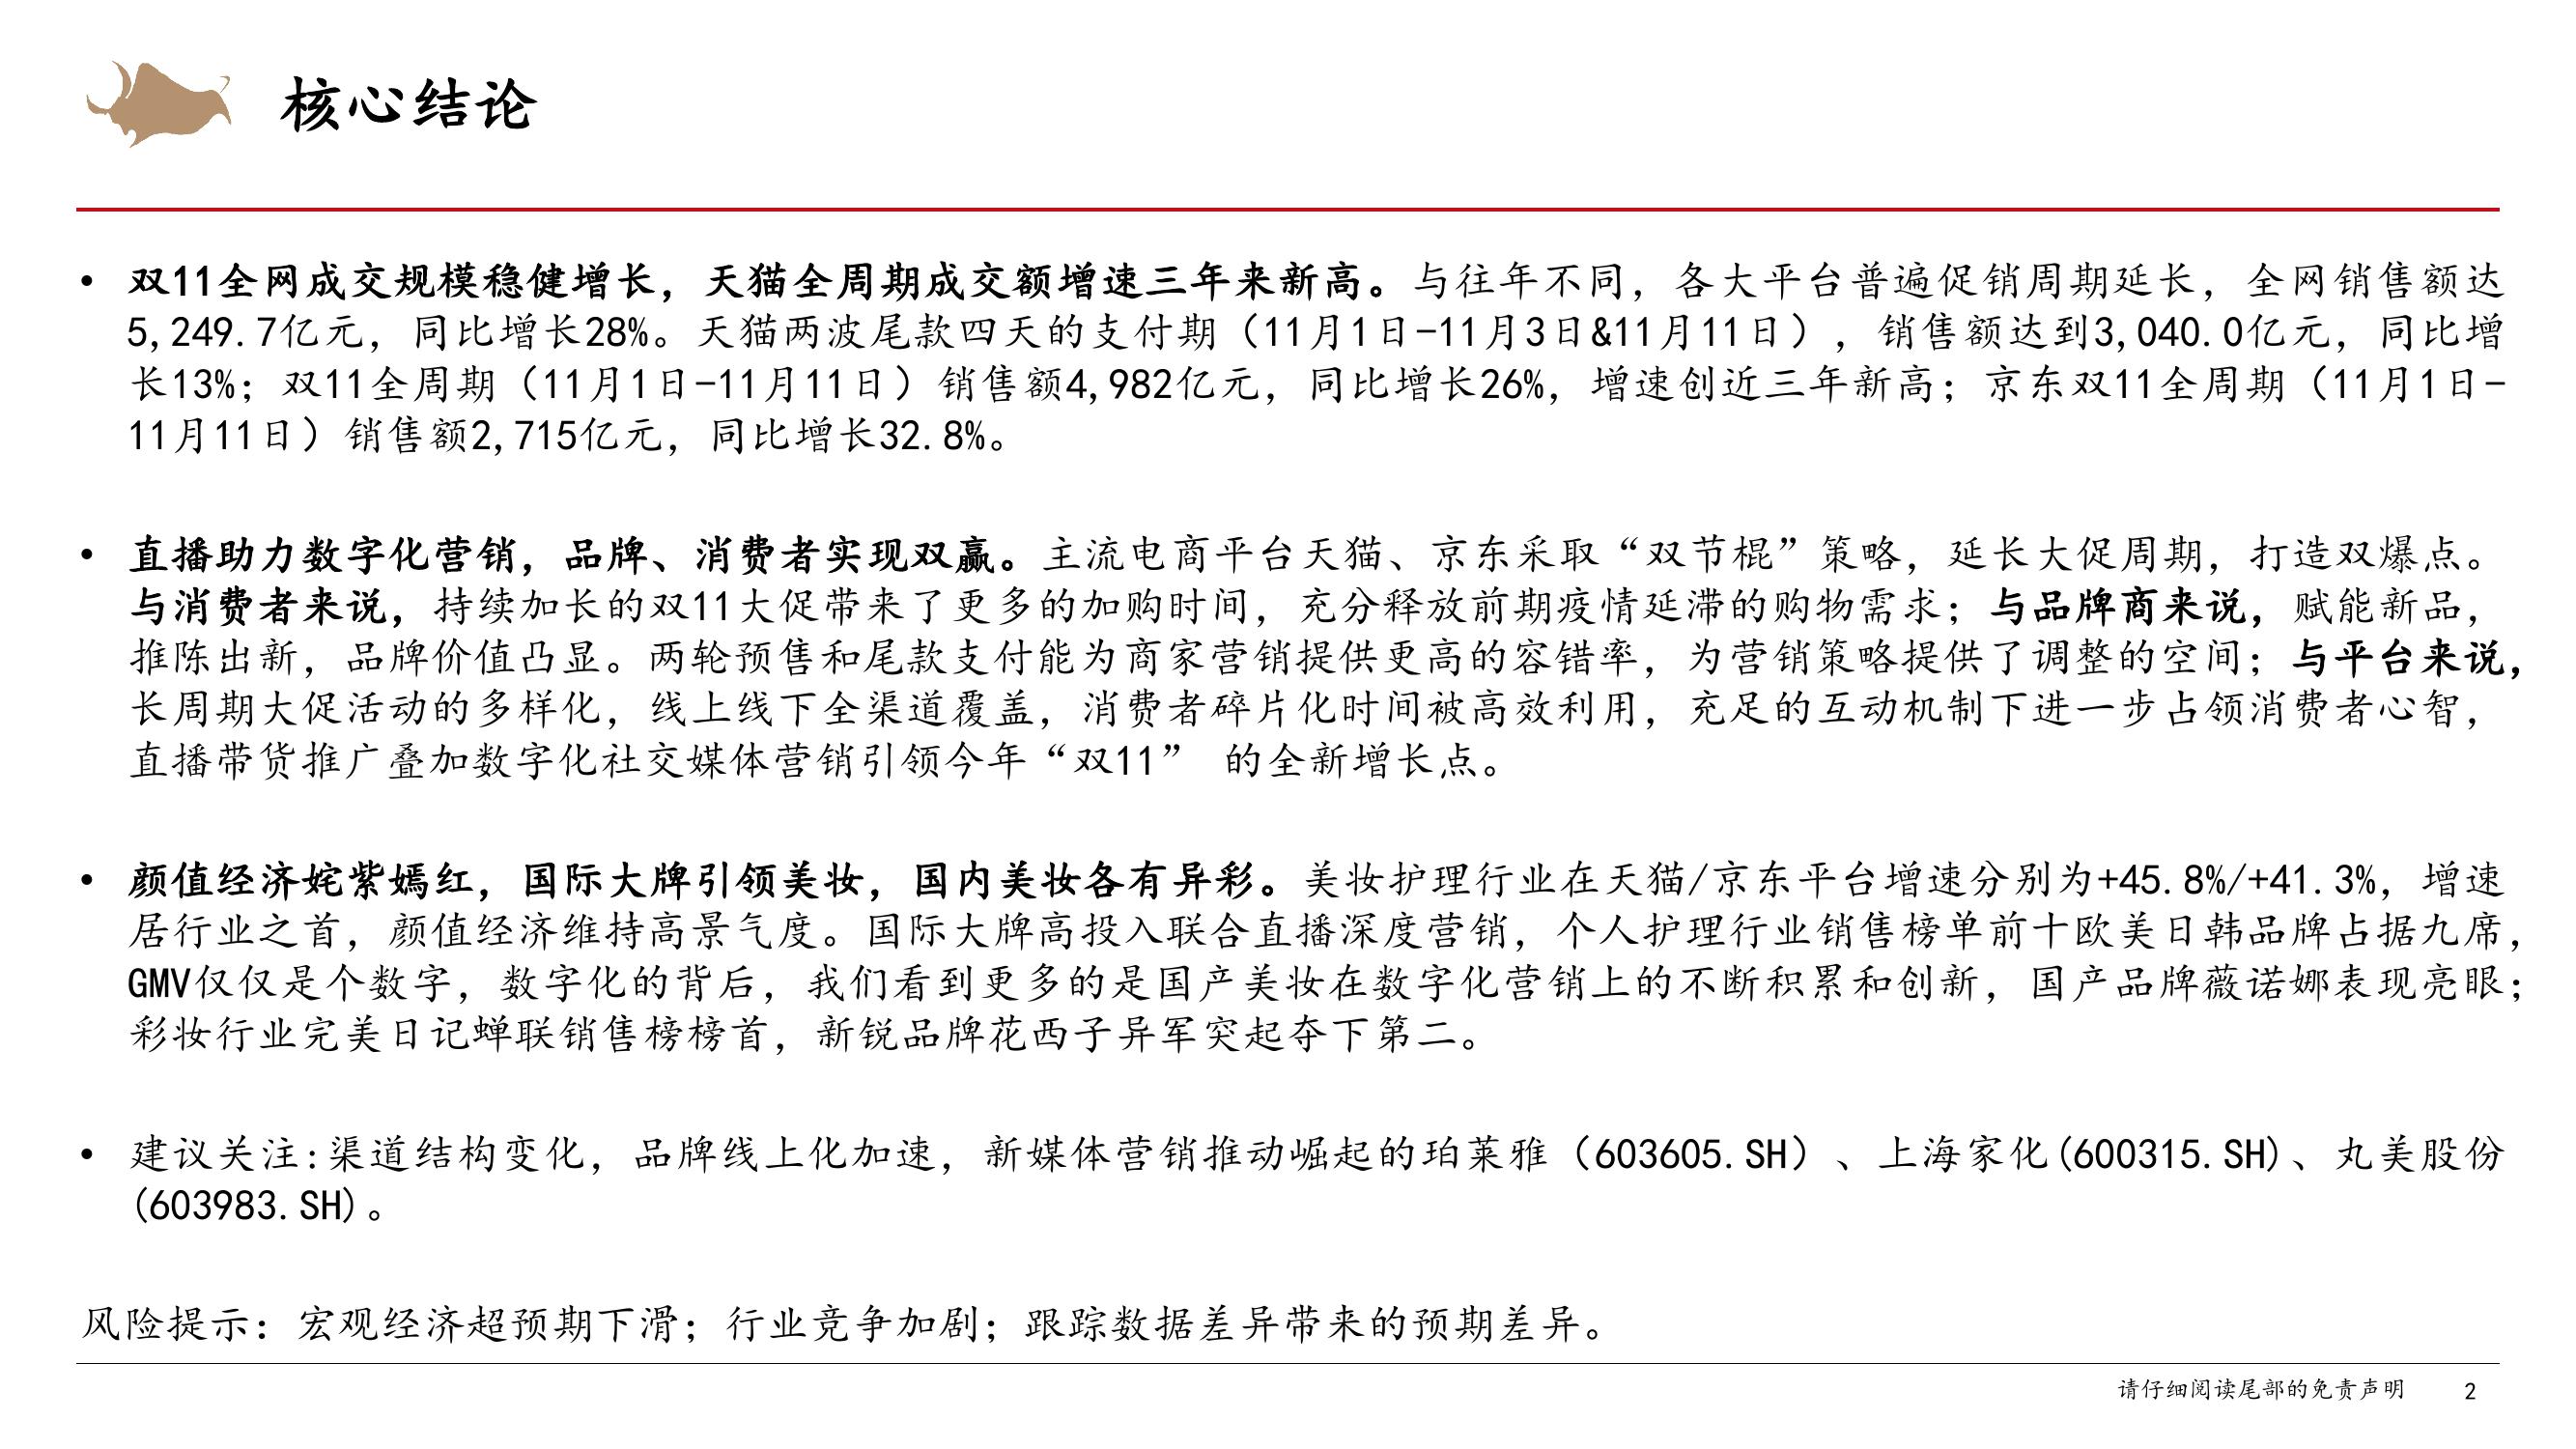 核心结论
• 双11全网成交规模稳健增长，天猫全周期成交额增速三年来新高。与往年不同，各大平台普遍促销周期延长，全网销售额达
5,249.7亿元，同比增长28%。天猫两波尾款四天的支付期（11月1日-11月3日&11月11日），销售额达到3,040.0亿元，同比增
长13%；双11全周期（11月1日-11月11日）销售额4,982亿元，同比增长26%，增速创近三年新高；京东双11全周期（11月1日-
11月11日）销售额2,715亿元，同比增长32.8%。
• 直播助力数字化营销，品牌、消费者实现双赢。主流电商平台天猫、京东采取“双节棍”策略，延长大促周期，打造双爆点。
与消费者来说，持续加长的双11大促带来了更多的加购时间，充分释放前期疫情延滞的购物需求；与品牌商来说，赋能新品，
推陈出新，品牌价值凸显。两轮预售和尾款支付能为商家营销提供更高的容错率，为营销策略提供了调整的空间；与平台来说，
长周期大促活动的多样化，线上线下全渠道覆盖，消费者碎片化时间被高效利用，充足的互动机制下进一步占领消费者心智，
直播带货推广叠加数字化社交媒体营销引领今年“双11” 的全新增长点。
• 颜值经济姹紫嫣红，国际大牌引领美妆，国内美妆各有异彩。美妆护理行业在天猫/京东平台增速分别为+45.8%/+41.3%，增速
居行业之首，颜值经济维持高景气度。国际大牌高投入联合直播深度营销，个人护理行业销售榜单前十欧美日韩品牌占据九席，
GMV仅仅是个数字，数字化的背后，我们看到更多的是国产美妆在数字化营销上的不断积累和创新，国产品牌薇诺娜表现亮眼；
彩妆行业完美日记蝉联销售榜榜首，新锐品牌花西子异军突起夺下第二。
• 建议关注:渠道结构变化，品牌线上化加速，新媒体营销推动崛起的珀莱雅（603605.SH）、上海家化(600315.SH)、丸美股份
(603983.SH)。
风险提示：宏观经济超预期下滑；行业竞争加剧；跟踪数据差异带来的预期差异。
请仔细阅读尾部的免责声明 2